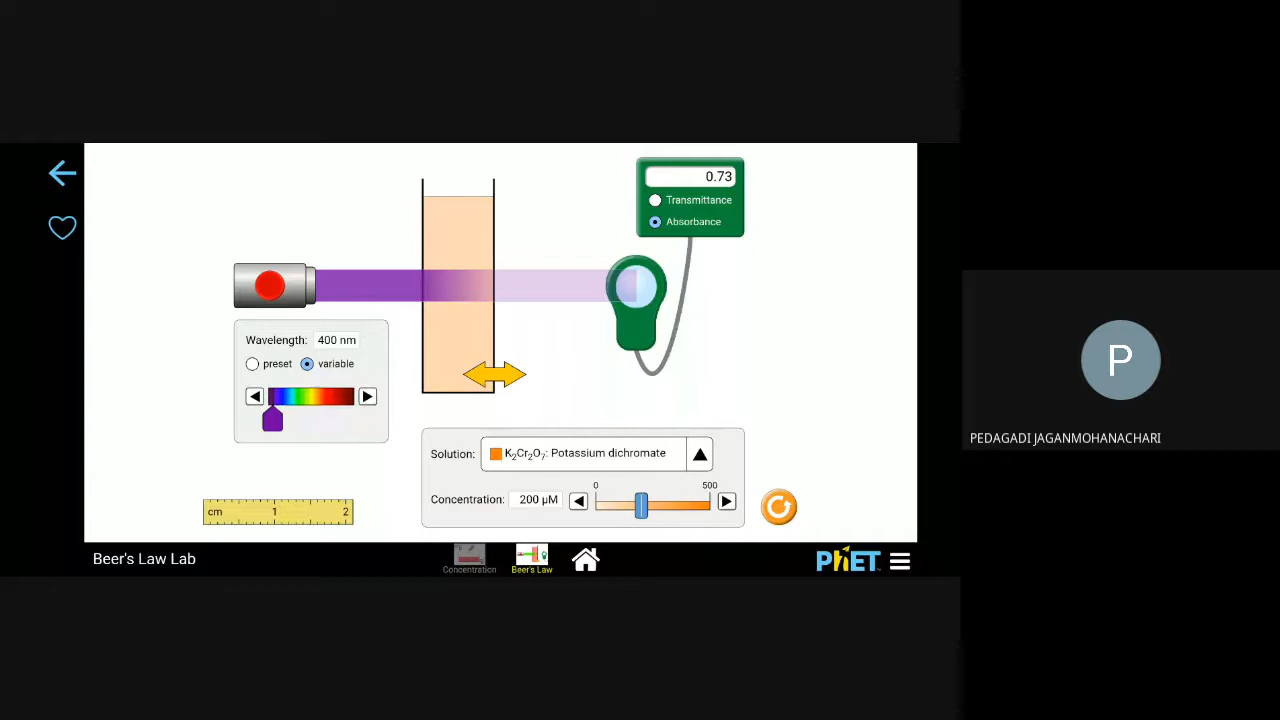 0.73
Transmittance
Absorbance
Wavelength: 400 nm
preset variable
Solution: K₂Cr₂O₇: Potassium dichromate
0 500
Concentration: 200 µM
cm 1 2
Beer's Law Lab
Concentration
Beer's Law
PhET
P
PEDAGADI JAGANMOHANACHARI